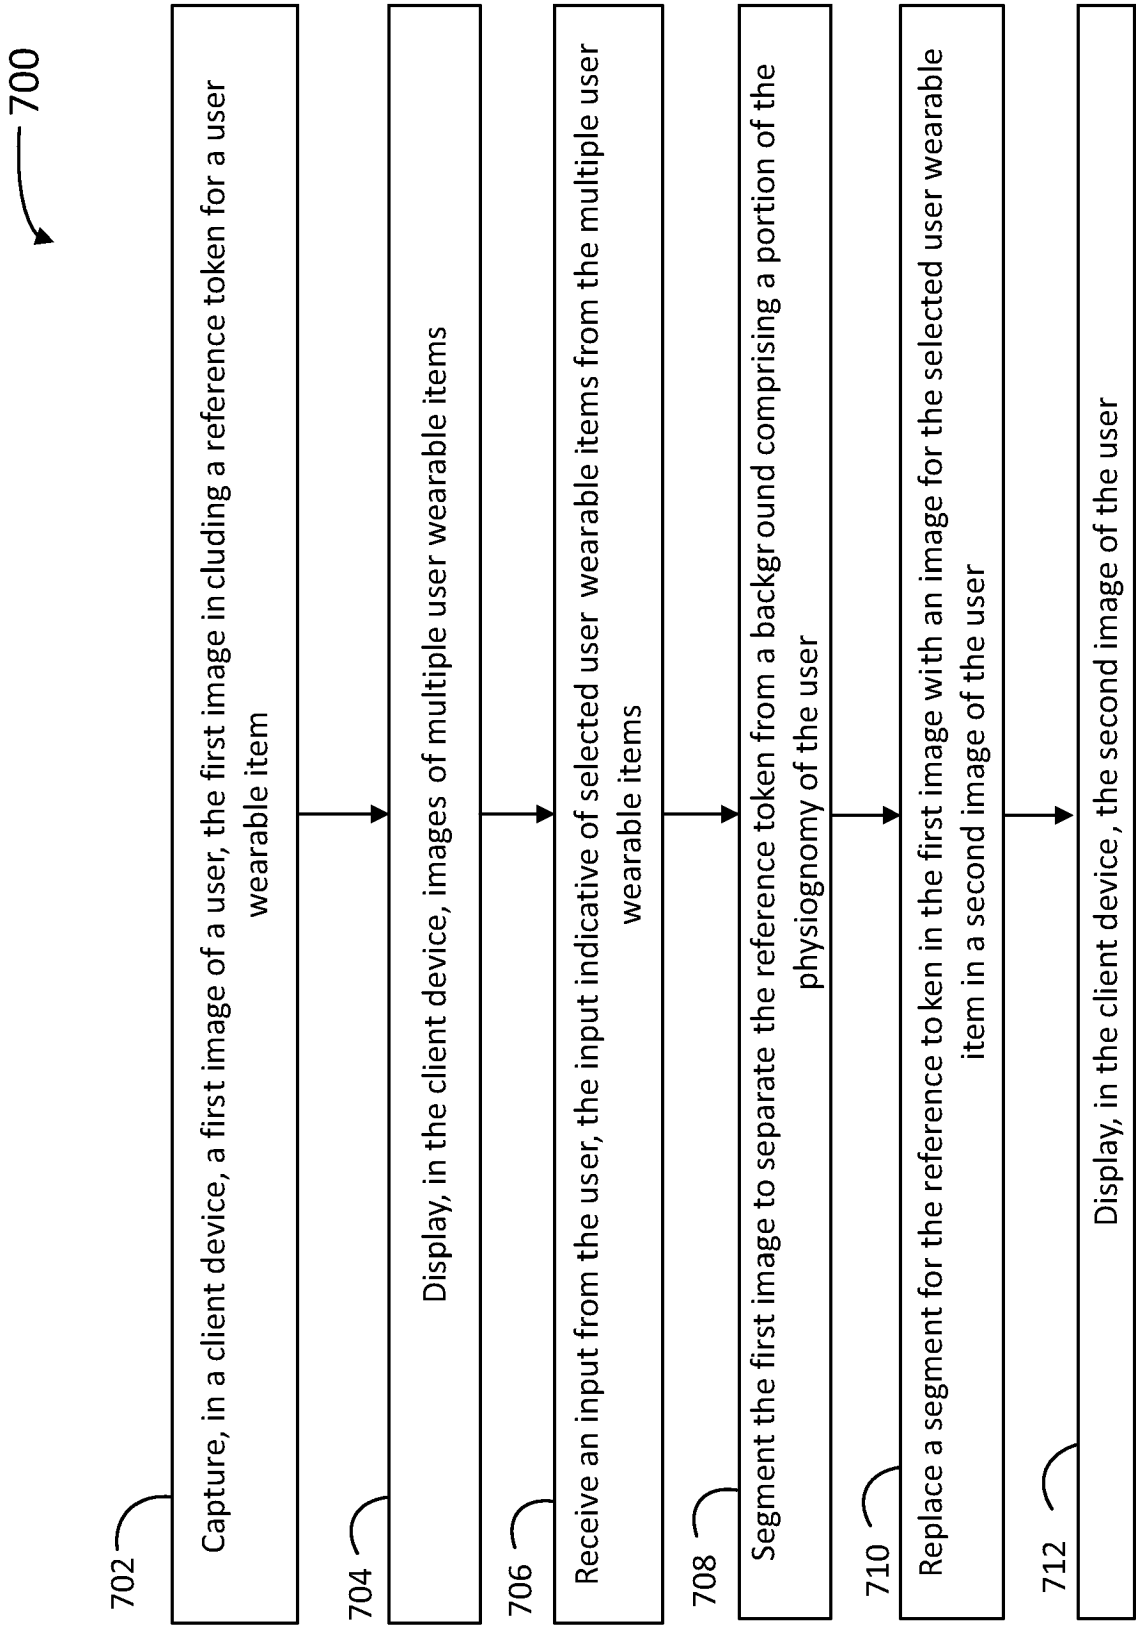 700
702
Capture, in a client device, a first image of a user, the first image including a reference token for a user
wearable item
704
Display, in the client device, images of multiple user wearable items
706
Receive an input from the user, the input indicative of selected user wearable items from the multiple user
wearable items
708
Segment the first image to separate the reference token from a background comprising a portion of the
physiognomy of the user
710
Replace a segment for the reference token in the first image with an image for the selected user wearable
item in a second image of the user
712
Display, in the client device, the second image of the user